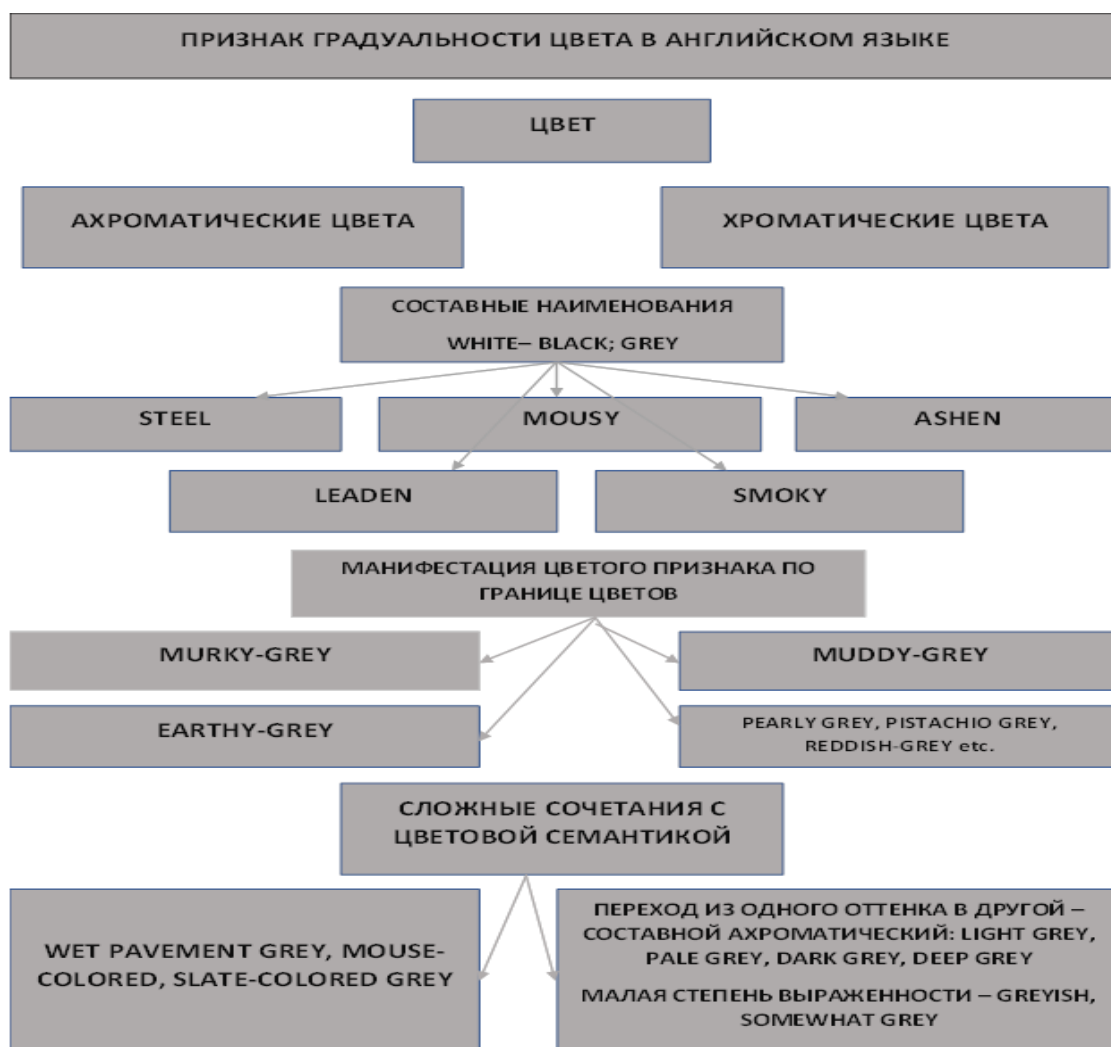 ПРИЗНАК ГРАДУАЛЬНОСТИ ЦВЕТА В АНГЛИЙСКОМ ЯЗЫКЕ
ЦВЕТ
АХРОМАТИЧЕСКИЕ ЦВЕТА
ХРОМАТИЧЕСКИЕ ЦВЕТА
СОСТАВНЫЕ НАИМЕНОВАНИЯ
WHITE– BLACK; GREY
STEEL
MOUSY
ASHEN
LEADEN
SMOKY
МАНИФЕСТАЦИЯ ЦВЕТОГО ПРИЗНАКА ПО
ГРАНИЦЕ ЦВЕТОВ
MURKY-GREY
MUDDY-GREY
EARTHY-GREY
PEARLY GREY, PISTACHIO GREY,
REDDISH-GREY etc.
СЛОЖНЫЕ СОЧЕТАНИЯ С
ЦВЕТОВОЙ СЕМАНТИКОЙ
WET PAVEMENT GREY, MOUSE-
COLORED, SLATE-COLORED GREY
ПЕРЕХОД ИЗ ОДНОГО ОТТЕНКА В ДРУГОЙ –
СОСТАВНОЙ АХРОМАТИЧЕСКИЙ: LIGHT GREY,
PALE GREY, DARK GREY, DEEP GREY
МАЛАЯ СТЕПЕНЬ ВЫРАЖЕННОСТИ – GREYISH,
SOMEWHAT GREY